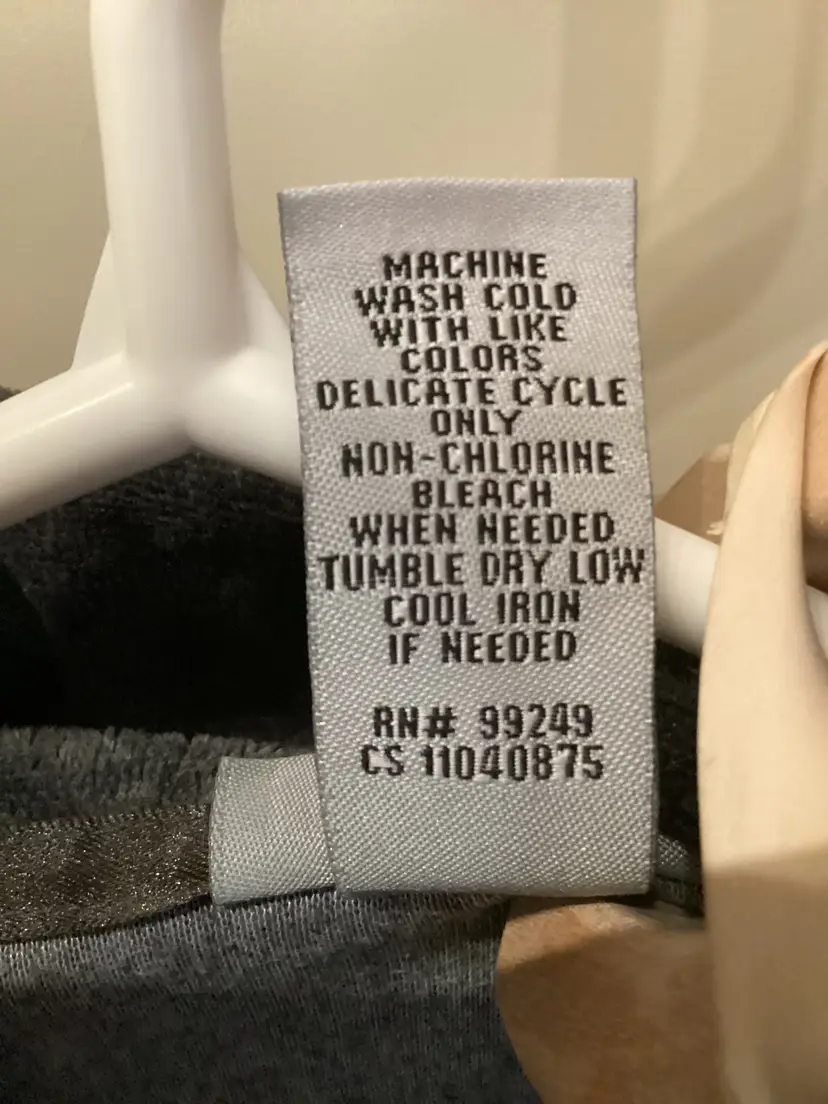 MACHINE
WASH COLD
WITH LIKE
COLORS
DELICATE CYCLE
ONLY
NON-CHLORINE
BLEACH
WHEN NEEDED
TUMBLE DRY LOW
COOL IRON
IF NEEDED
RN# 99249
CS 11040875